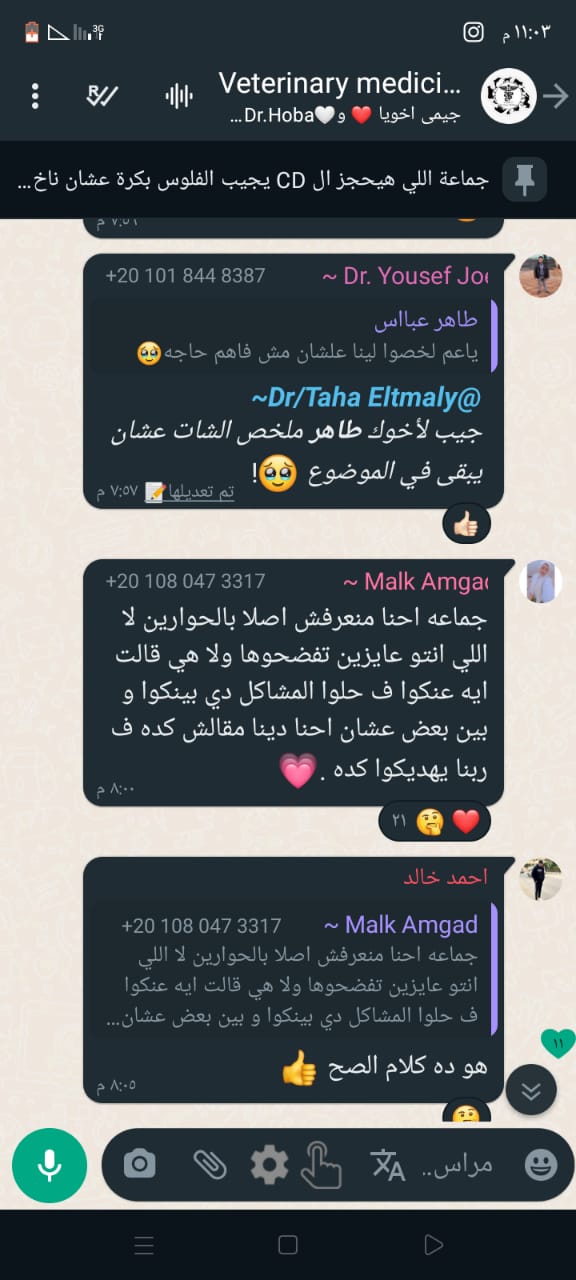 ١١:٠٣ م
3G
Veterinary medici...
جيمى اخويا ❤️ و🤍Dr.Hoba...
جماعة اللي هيحجز ال CD يجيب الفلوس بكرة عشان ناخ...
٧:٥٦ م
~ Dr. Yousef Joe +20 101 844 8387
طاهر عبااس
ياعم لخصوا لينا علشان مش فاهم حاجه🥹
@Dr/Taha Eltmaly~
جيب لأخوك طاهر ملخص الشات عشان
يبقى في الموضوع 🥹!
تم تعديلها📝 ٧:٥٧ م
👍🏻
~ Malk Amgad +20 108 047 3317
جماعه احنا منعرفش اصلا بالحوارين لا
اللي انتو عايزين تفضحوها ولا هي قالت
ايه عنكوا ف حلوا المشاكل دي بينكوا و
بين بعض عشان احنا دينا مقالش كده ف
ربنا يهديكوا كده .💗
٨:٠٠ م
❤️ 🤔 ٢١
احمد خالد
~ Malk Amgad +20 108 047 3317
جماعه احنا منعرفش اصلا بالحوارين لا اللي
انتو عايزين تفضحوها ولا هي قالت ايه عنكوا
ف حلوا المشاكل دي بينكوا و بين بعض عشان...
هو ده كلام الصح 👍
٨:٠٥ م
١١
مراس..